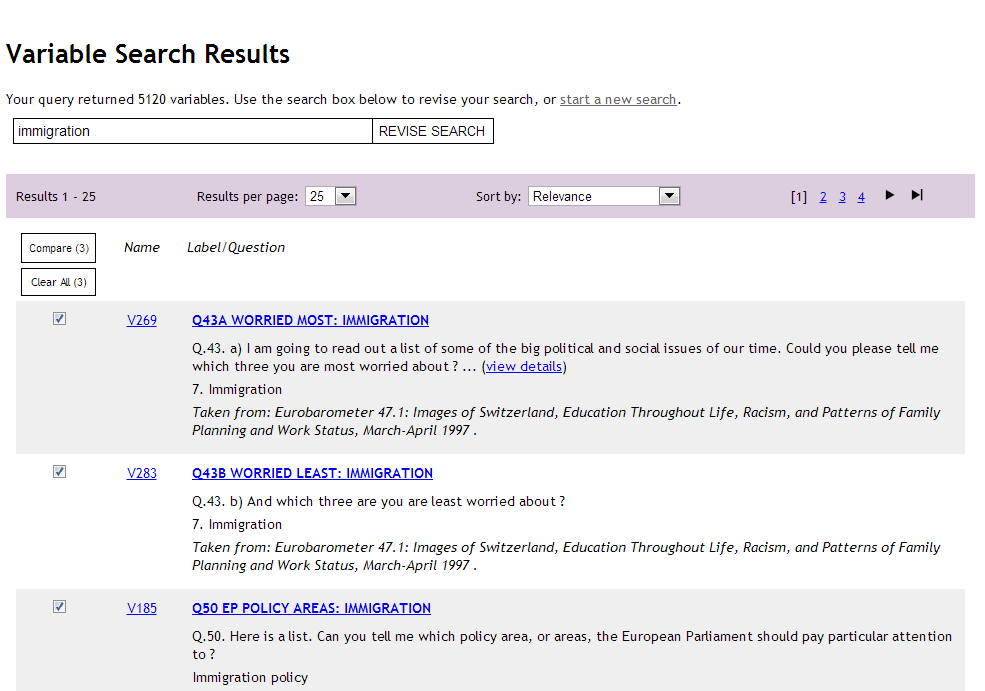 Variable Search Results
Your query returned 5120 variables. Use the search box below to revise your search, or start a new search.
immigration REVISE SEARCH
Results 1 - 25 Results per page: 25 Sort by: Relevance [1] 2 3 4
Compare (3) Name Label/Question
Clear All (3)
V269 Q43A WORRIED MOST: IMMIGRATION
Q.43. a) I am going to read out a list of some of the big political and social issues of our time. Could you please tell me
which three you are most worried about ? ... (view details)
7. Immigration
Taken from: Eurobarometer 47.1: Images of Switzerland, Education Throughout Life, Racism, and Patterns of Family
Planning and Work Status, March-April 1997 .
V283 Q43B WORRIED LEAST: IMMIGRATION
Q.43. b) And which three are you are least worried about ?
7. Immigration
Taken from: Eurobarometer 47.1: Images of Switzerland, Education Throughout Life, Racism, and Patterns of Family
Planning and Work Status, March-April 1997 .
V185 Q50 EP POLICY AREAS: IMMIGRATION
Q.50. Here is a list. Can you tell me which policy area, or areas, the European Parliament should pay particular attention
to ?
Immigration policy